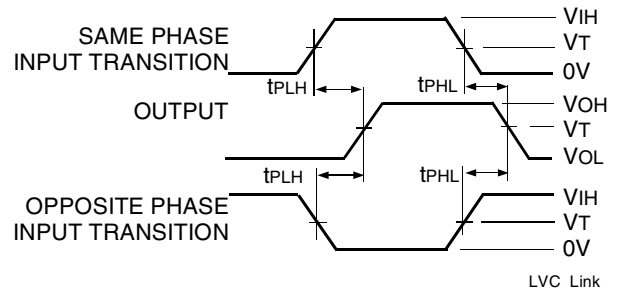 SAME PHASE
INPUT TRANSITION
VIH
VT
0V
tPLH
tPHL
OUTPUT
VOH
VT
VOL
tPLH
tPHL
OPPOSITE PHASE
INPUT TRANSITION
VIH
VT
0V
LVC Link